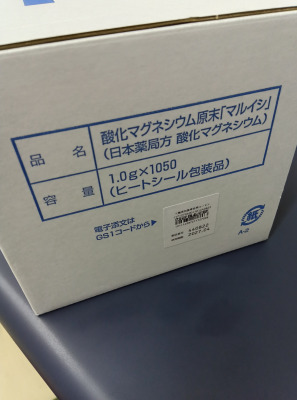 品名
酸化マグネシウム原末「マルイシ」
(日本薬局方 酸化マグネシウム)
容量
1.0g×1050
(ヒートシール包装品)
電子添文は
GS1コードから▶
紙
A-2